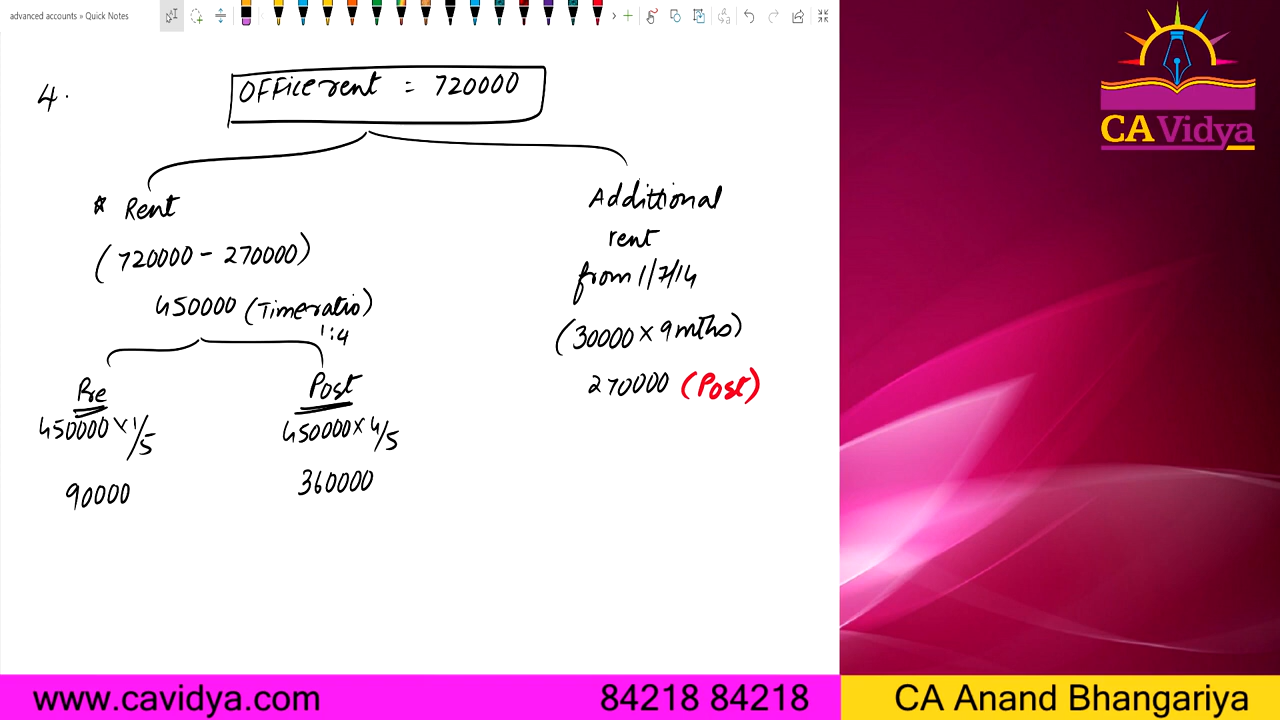 advanced accounts » Quick Notes
4.
OFFice rent = 720000
* Rent
(720000 - 270000)
450000 (Time ratio)
1:4
Pre
450000 x 1/5
90000
Post
450000 x 4/5
360000
Additional
rent
from 1/7/14
(30000 x 9 mths)
270000 (Post)
CA Vidya
www.cavidya.com
84218 84218
CA Anand Bhangariya